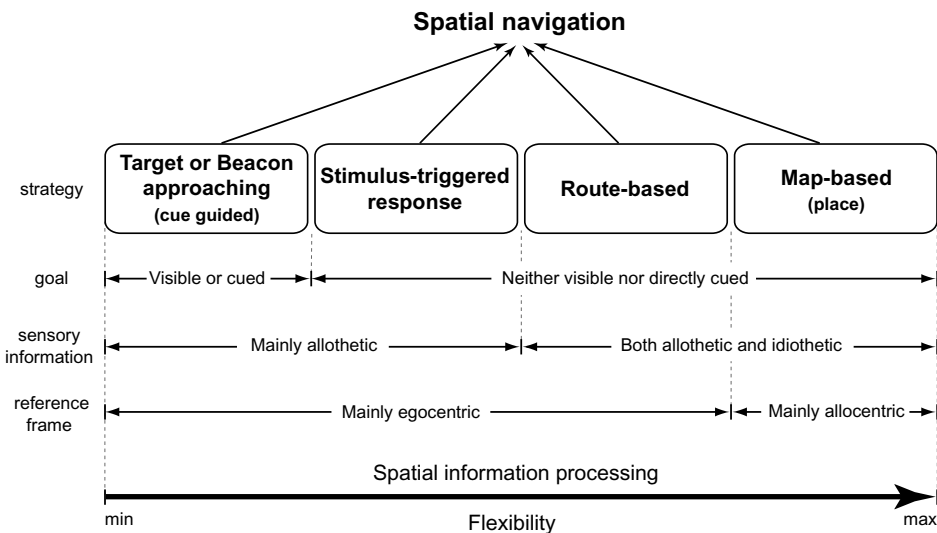 Spatial navigation
strategy
Target or Beacon
approaching
(cue guided)
Stimulus-triggered
response
Route-based
Map-based
(place)
goal
Visible or cued
Neither visible nor directly cued
sensory
information
Mainly allothetic
Both allothetic and idiothetic
reference
frame
Mainly egocentric
Mainly allocentric
Spatial information processing
min
max
Flexibility